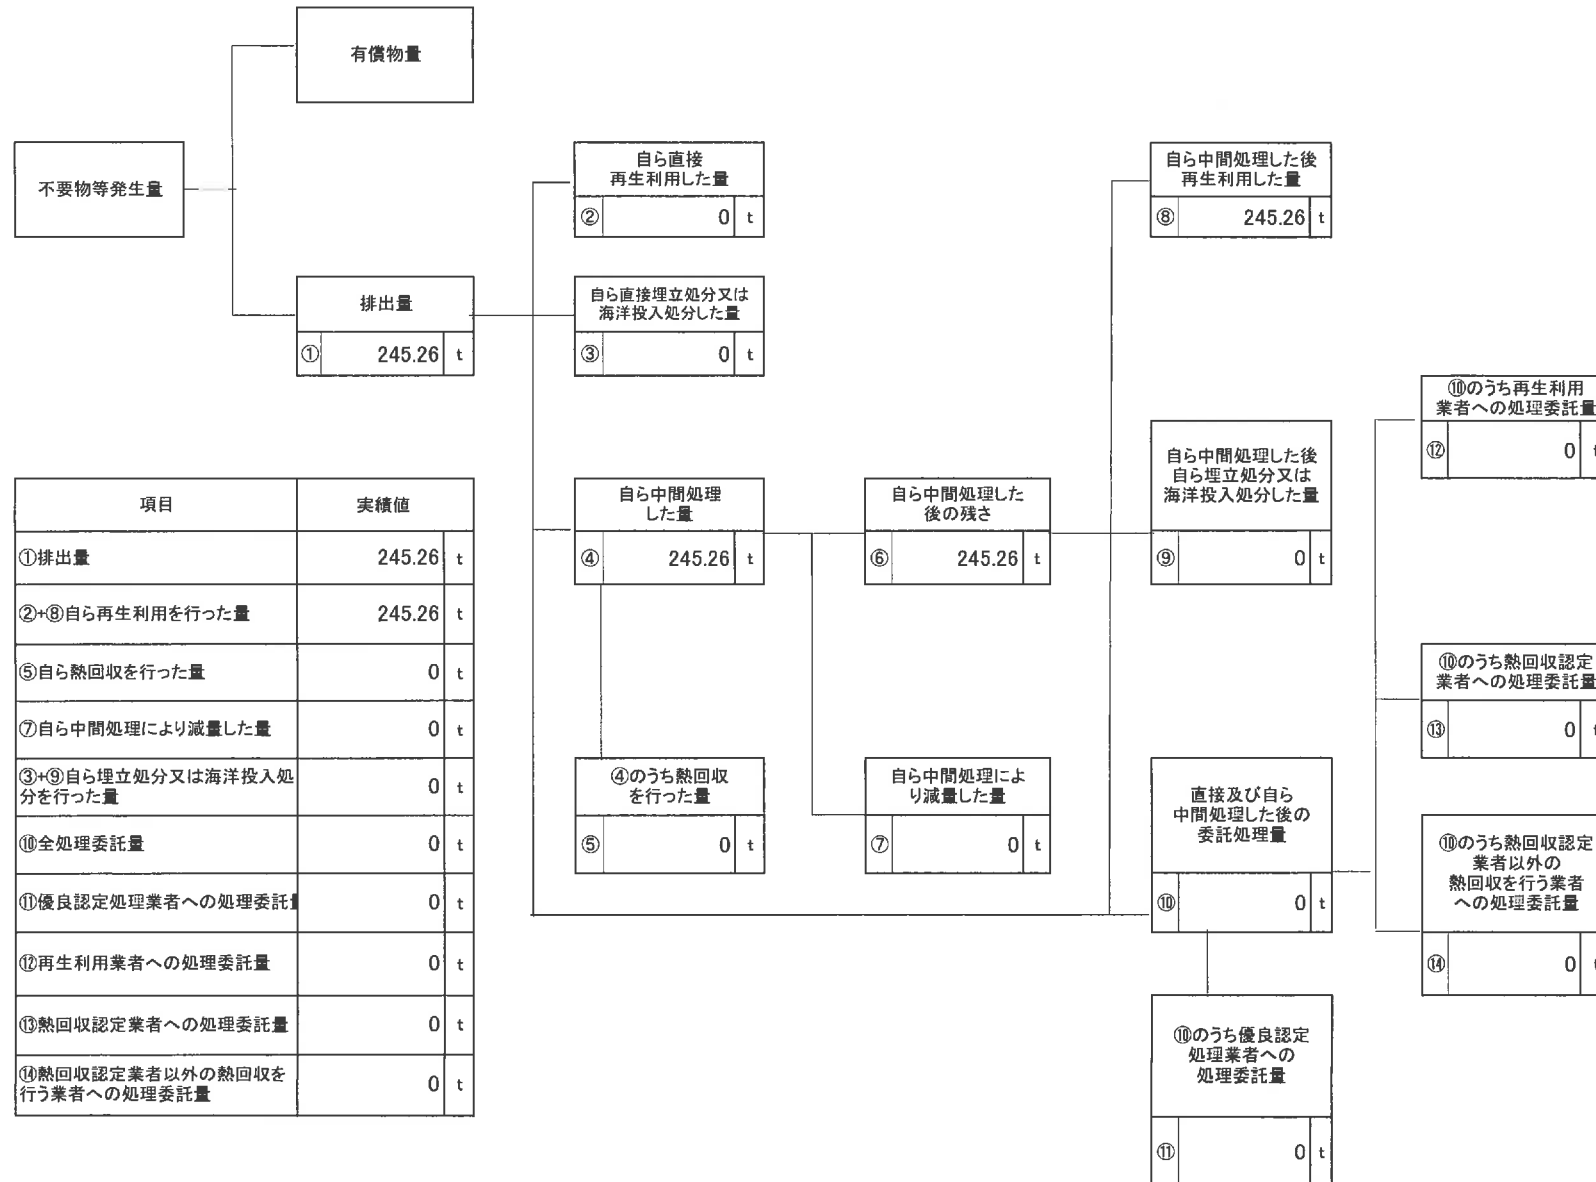 有償物量
不要物等発生量
排出量
① 245.26 t
自ら直接
再生利用した量
② 0 t
自ら直接埋立処分又は
海洋投入処分した量
③ 0 t
自ら中間処理した後
再生利用した量
⑧ 245.26 t
自ら中間処理
した量
④ 245.26 t
自ら中間処理した
後の残さ
⑥ 245.26 t
自ら中間処理した後
自ら埋立処分又は
海洋投入処分した量
⑨ 0 t
⑩のうち再生利用
業者への処理委託量
⑫ 0 t
⑩のうち熱回収認定
業者への処理委託量
⑬ 0 t
④のうち熱回収
を行った量
⑤ 0 t
自ら中間処理によ
り減量した量
⑦ 0 t
直接及び自ら
中間処理した後の
委託処理量
⑩ 0 t
⑩のうち熱回収認定
業者以外の
熱回収を行う業者
への処理委託量
⑭ 0
⑩のうち優良認定
処理業者への
処理委託量
⑪ 0 t
項目 実績値
①排出量 245.26 t
②+⑧自ら再生利用を行った量 245.26 t
⑤自ら熱回収を行った量 0 t
⑦自ら中間処理により減量した量 0 t
③+⑨自ら埋立処分又は海洋投入処
分を行った量 0 t
⑩全処理委託量 0 t
⑪優良認定処理業者への処理委託量 0 t
⑫再生利用業者への処理委託量 0 t
⑬熱回収認定業者への処理委託量 0 t
⑭熱回収認定業者以外の熱回収を
行う業者への処理委託量 0 t